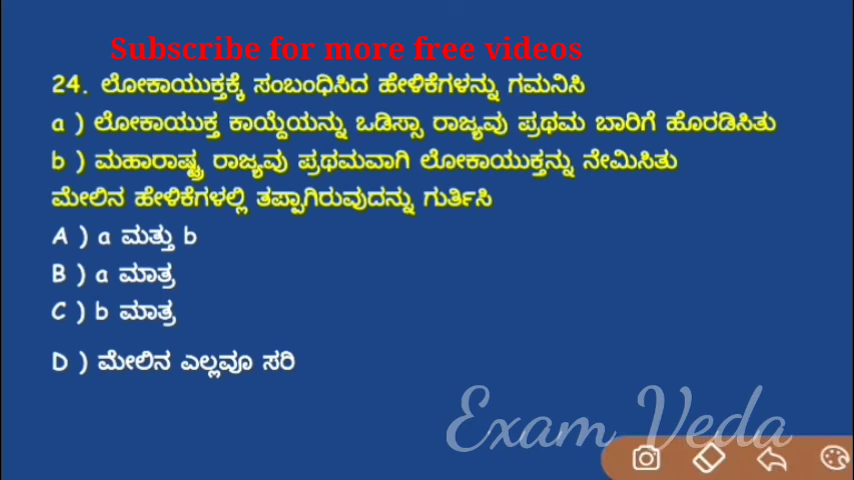 Subscribe for more free videos
24. ಲೋಕಾಯುಕ್ತಕ್ಕೆ ಸಂಬಂಧಿಸಿದ ಹೇಳಿಕೆಗಳನ್ನು ಗಮನಿಸಿ
a ) ಲೋಕಾಯುಕ್ತ ಕಾಯ್ದೆಯನ್ನು ಒಡಿಸ್ಸಾ ರಾಜ್ಯವು ಪ್ರಥಮ ಬಾರಿಗೆ ಹೊರಡಿಸಿತು
b ) ಮಹಾರಾಷ್ಟ್ರ ರಾಜ್ಯವು ಪ್ರಥಮವಾಗಿ ಲೋಕಾಯುಕ್ತನ್ನು ನೇಮಿಸಿತು
ಮೇಲಿನ ಹೇಳಿಕೆಗಳಲ್ಲಿ ತಪ್ಪಾಗಿರುವುದನ್ನು ಗುರ್ತಿಸಿ
A ) a ಮತ್ತು b
B ) a ಮಾತ್ರ
C ) b ಮಾತ್ರ
D ) ಮೇಲಿನ ಎಲ್ಲವೂ ಸರಿ
Exam Veda